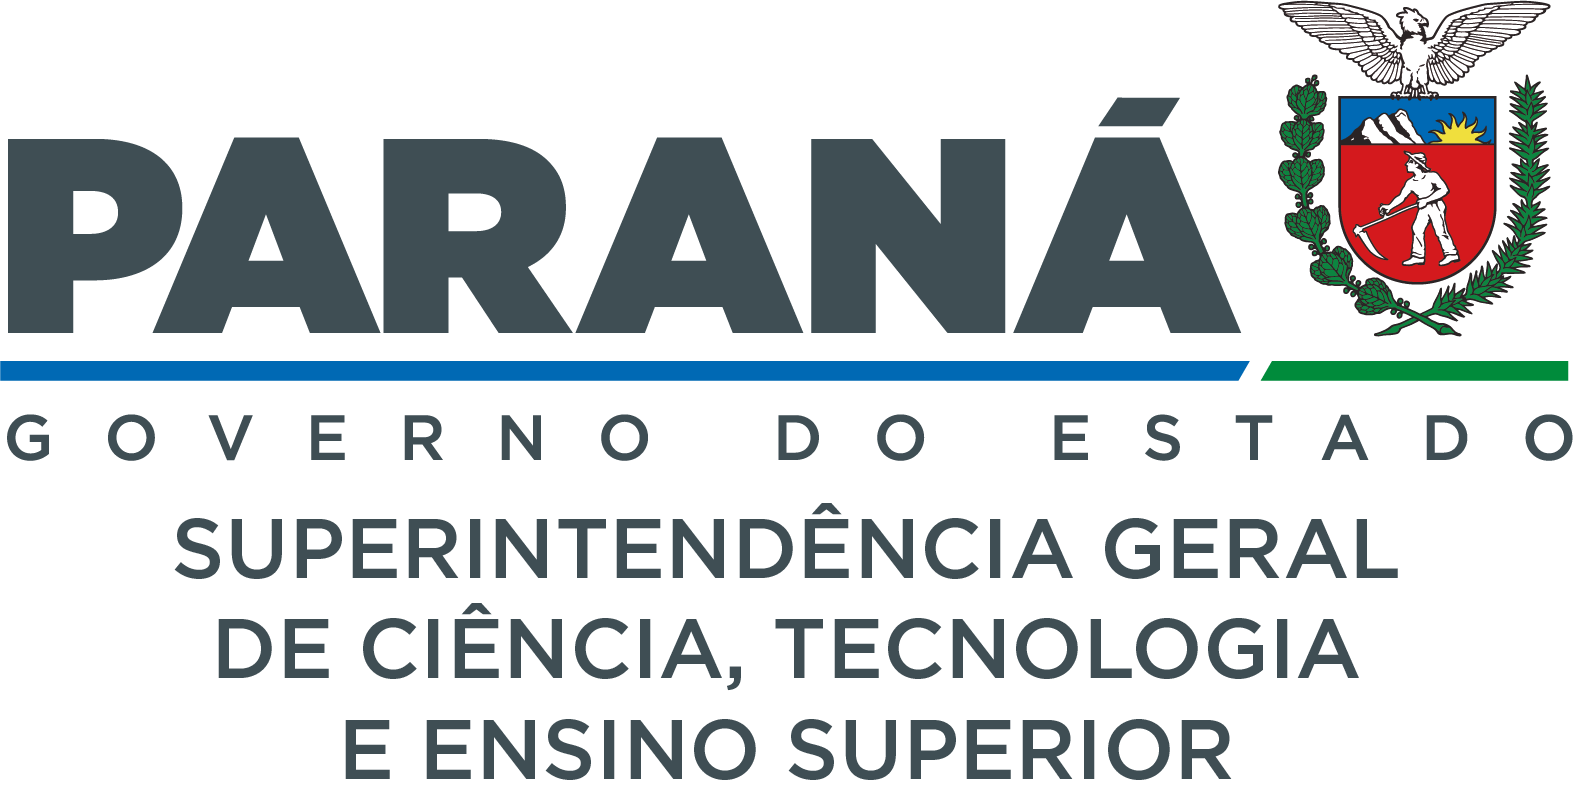 PARANÁ
GOVERNO DO ESTADO
SUPERINTENDÊNCIA GERAL
DE CIÊNCIA, TECNOLOGIA
E ENSINO SUPERIOR